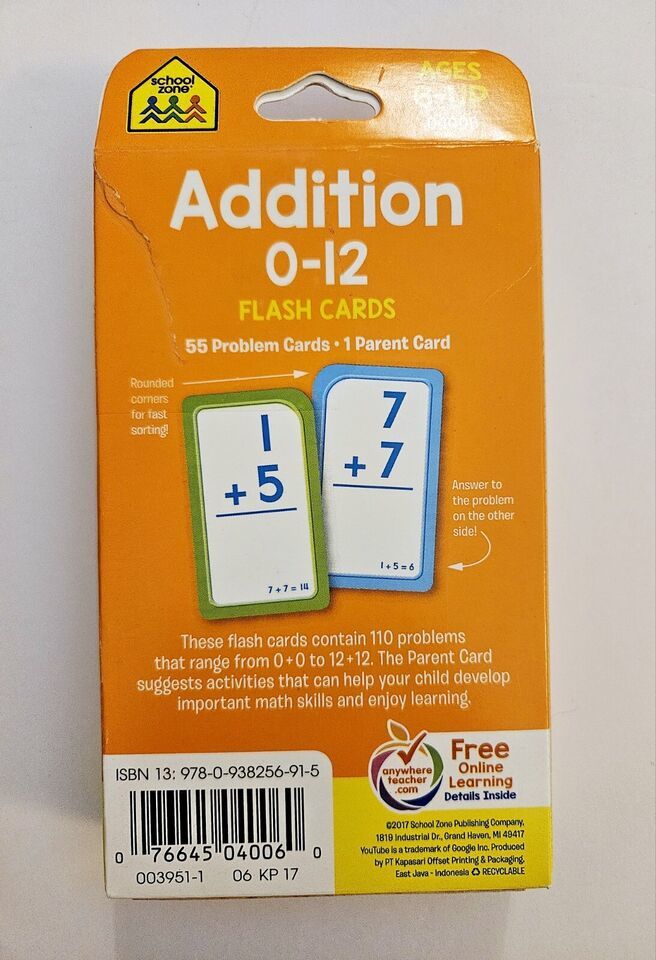 school
zone
AGES
6-UP
04006
Addition
0-12
FLASH CARDS
55 Problem Cards • 1 Parent Card
Rounded
corners
for fast
sorting!
1
+ 5
7 + 7 = 14
7
+ 7
1 + 5 = 6
Answer to
the problem
on the other
side!
These flash cards contain 110 problems
that range from 0+0 to 12+12. The Parent Card
suggests activities that can help your child develop
important math skills and enjoy learning.
ISBN 13: 978-0-938256-91-5
0 76645 04006 0
003951-1 06 KP 17
anywhere
teacher
.com
Free
Online
Learning
Details Inside
©2017 School Zone Publishing Company,
1819 Industrial Dr., Grand Haven, MI 49417
YouTube is a trademark of Google Inc. Produced
by PT Kapasari Offset Printing & Packaging,
East Java - Indonesia ♻ RECYCLABLE